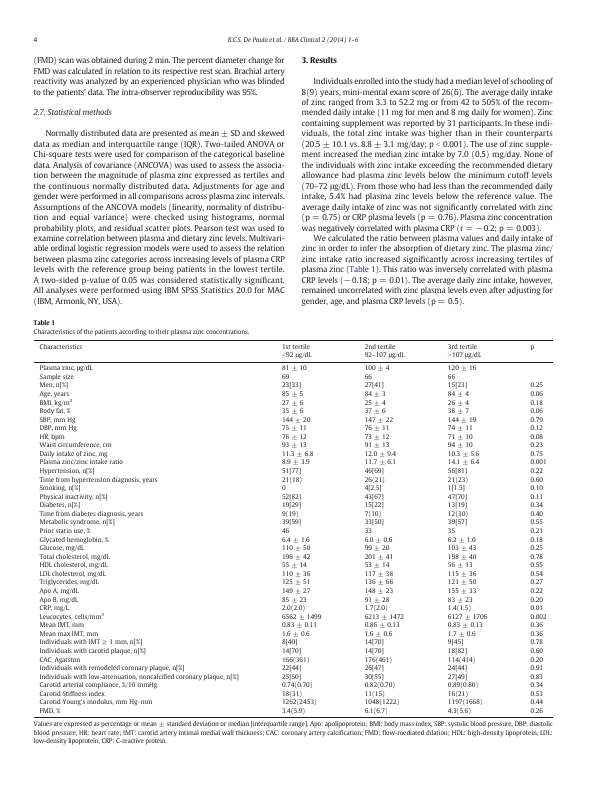 4
R.C.S. De Paula et al. / BBA Clinical 2 (2014) 1–6
(FMD) scan was obtained during 2 min. The percent diameter change for
FMD was calculated in relation to its respective rest scan. Brachial artery
reactivity was analyzed by an experienced physician who was blinded
to the patients' data. The intra-observer reproducibility was 95%.
2.7. Statistical methods
Normally distributed data are presented as mean ± SD and skewed
data as median and interquartile range (IQR). Two-tailed ANOVA or
Chi-square tests were used for comparison of the categorical baseline
data. Analysis of covariance (ANCOVA) was used to assess the associa-
tion between the magnitude of plasma zinc expressed as tertiles and
the continuous normally distributed data. Adjustments for age and
gender were performed in all comparisons across plasma zinc intervals.
Assumptions of the ANCOVA models (linearity, normality of distribu-
tion and equal variance) were checked using histograms, normal
probability plots, and residual scatter plots. Pearson test was used to
examine correlation between plasma and dietary zinc levels. Multivari-
able ordinal logistic regression models were used to assess the relation
between plasma zinc categories across increasing levels of plasma CRP
levels with the reference group being patients in the lowest tertile.
A two-sided p-value of 0.05 was considered statistically significant.
All analyses were performed using IBM SPSS Statistics 20.0 for MAC
(IBM, Armonk, NY, USA).
3. Results
Individuals enrolled into the study had a median level of schooling of
8(9) years, mini-mental exam score of 26(6). The average daily intake
of zinc ranged from 3.3 to 52.2 mg or from 42 to 505% of the recom-
mended daily intake (11 mg for men and 8 mg daily for women). Zinc
containing supplement was reported by 31 participants. In these indi-
viduals, the total zinc intake was higher than in their counterparts
(20.5 ± 10.1 vs. 8.8 ± 3.1 mg/day; p < 0.001). The use of zinc supple-
ment increased the median zinc intake by 7.0 (0.5) mg/day. None of
the individuals with zinc intake exceeding the recommended dietary
allowance had plasma zinc levels below the minimum cutoff levels
(70–72 μg/dL). From those who had less than the recommended daily
intake, 5.4% had plasma zinc levels below the reference value. The
average daily intake of zinc was not significantly correlated with zinc
(p = 0.75) or CRP plasma levels (p = 0.76). Plasma zinc concentration
was negatively correlated with plasma CRP (r = −0.2; p = 0.003).
We calculated the ratio between plasma values and daily intake of
zinc in order to infer the absorption of dietary zinc. The plasma zinc/
zinc intake ratio increased significantly across increasing tertiles of
plasma zinc (Table 1). This ratio was inversely correlated with plasma
CRP levels (−0.18; p = 0.01). The average daily zinc intake, however,
remained uncorrelated with zinc plasma levels even after adjusting for
gender, age, and plasma CRP levels (p = 0.5).
Table 1
Characteristics of the patients according to their plasma zinc concentrations.
Characteristics 1st tertile 2nd tertile 3rd tertile p
<92 μg/dL 92–107 μg/dL >107 μg/dL
Plasma zinc, μg/dL 81 ± 10 100 ± 4 120 ± 16
Sample size 69 66 66
Men, n[%] 23[33] 27[41] 15[23] 0.25
Age, years 85 ± 5 84 ± 3 84 ± 4 0.06
BMI, kg/m² 27 ± 6 25 ± 4 26 ± 4 0.18
Body fat, % 35 ± 6 37 ± 6 36 ± 7 0.06
SBP, mm Hg 144 ± 20 147 ± 22 144 ± 19 0.79
DBP, mm Hg 75 ± 11 76 ± 11 74 ± 11 0.12
HR, bpm 76 ± 12 73 ± 12 71 ± 10 0.08
Waist circumference, cm 93 ± 13 91 ± 13 94 ± 10 0.23
Daily intake of zinc, mg 11.3 ± 6.8 12.0 ± 9.4 10.3 ± 5.6 0.75
Plasma zinc/zinc intake ratio 8.9 ± 3.9 11.7 ± 6.1 14.1 ± 6.4 0.001
Hypertension, n[%] 51[77] 46[69] 56[81] 0.22
Time from hypertension diagnosis, years 21(18) 26(21) 21(23) 0.60
Smoking, n[%] 0 4[2.5] 1[1.5] 0.10
Physical inactivity, n[%] 52[82] 43[67] 47[70] 0.11
Diabetes, n[%] 19[29] 15[22] 13[19] 0.34
Time from diabetes diagnosis, years 9(19) 7(10) 12(30) 0.40
Metabolic syndrome, n[%] 39[59] 33[50] 39[57] 0.55
Prior statin use, % 46 33 35 0.21
Glycated hemoglobin, % 6.4 ± 1.6 6.0 ± 0.6 6.2 ± 1.0 0.18
Glucose, mg/dL 110 ± 50 99 ± 20 103 ± 43 0.25
Total cholesterol, mg/dL 196 ± 42 201 ± 41 198 ± 40 0.78
HDL cholesterol, mg/dL 55 ± 14 53 ± 14 56 ± 13 0.55
LDL cholesterol, mg/dL 110 ± 36 117 ± 38 115 ± 36 0.54
Triglycerides, mg/dL 125 ± 51 136 ± 66 121 ± 50 0.27
Apo A, mg/dL 149 ± 27 148 ± 23 155 ± 33 0.22
Apo B, mg/dL 85 ± 23 91 ± 28 83 ± 23 0.20
CRP, mg/L 2.0(2.0) 1.7(2.0) 1.4(1.5) 0.01
Leucocytes, cells/mm³ 6562 ± 1499 6213 ± 1472 6127 ± 1706 0.002
Mean IMT, mm 0.83 ± 0.11 0.86 ± 0.13 0.83 ± 0.13 0.36
Mean max IMT, mm 1.6 ± 0.6 1.6 ± 0.6 1.7 ± 0.6 0.36
Individuals with IMT ≥ 1 mm, n[%] 8[40] 14[70] 9[45] 0.78
Individuals with carotid plaque, n[%] 14[70] 14[70] 18[82] 0.60
CAC, Agatston 166(361) 176(461) 114(414) 0.20
Individuals with remodeled coronary plaque, n[%] 22[44] 26[47] 24[44] 0.91
Individuals with low-attenuation, noncalcified coronary plaque, n[%] 25[50] 30[55] 27[49] 0.83
Carotid arterial compliance, %/10 mmHg 0.74(0.70) 0.82(0.70) 0.89(0.80) 0.34
Carotid Stiffness index 18(31) 11(15) 16(21) 0.53
Carotid Young's modulus, mm Hg·mm 1262(2453) 1048(1222) 1197(1668) 0.44
FMD, % 3.4(5.9) 6.1(6.7) 4.3(5.6) 0.26
Values are expressed as percentage or mean ± standard deviation or median [interquartile range]. Apo: apolipoprotein; BMI: body mass index, SBP: systolic blood pressure, DBP: diastolic
blood pressure, HR: heart rate; IMT: carotid artery intimal medial wall thickness; CAC: coronary artery calcification; FMD: flow-mediated dilation; HDL: high-density lipoprotein, LDL:
low-density lipoprotein, CRP: C-reactive protein.